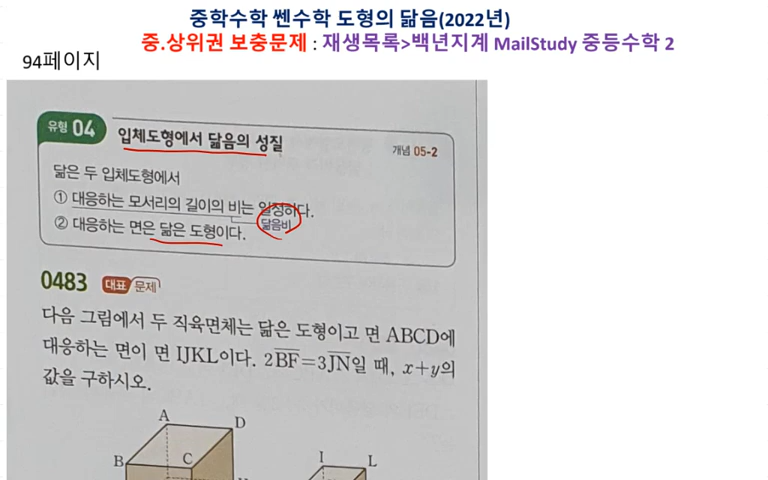 중학수학 쎈수학 도형의 닮음(2022년)
중.상위권 보충문제 : 재생목록>백년지계 MailStudy 중등수학 2
94페이지
유형 04 입체도형에서 닮음의 성질
개념 05-2
닮은 두 입체도형에서
① 대응하는 모서리의 길이의 비는 일정하다.
닮음비
② 대응하는 면은 닮은 도형이다.
0483 대표 문제
다음 그림에서 두 직육면체는 닮은 도형이고 면 ABCD에
대응하는 면이 면 IJKL이다. 2BF=3JN일 때, x+y의
값을 구하시오.
A
D
B
C
I
L